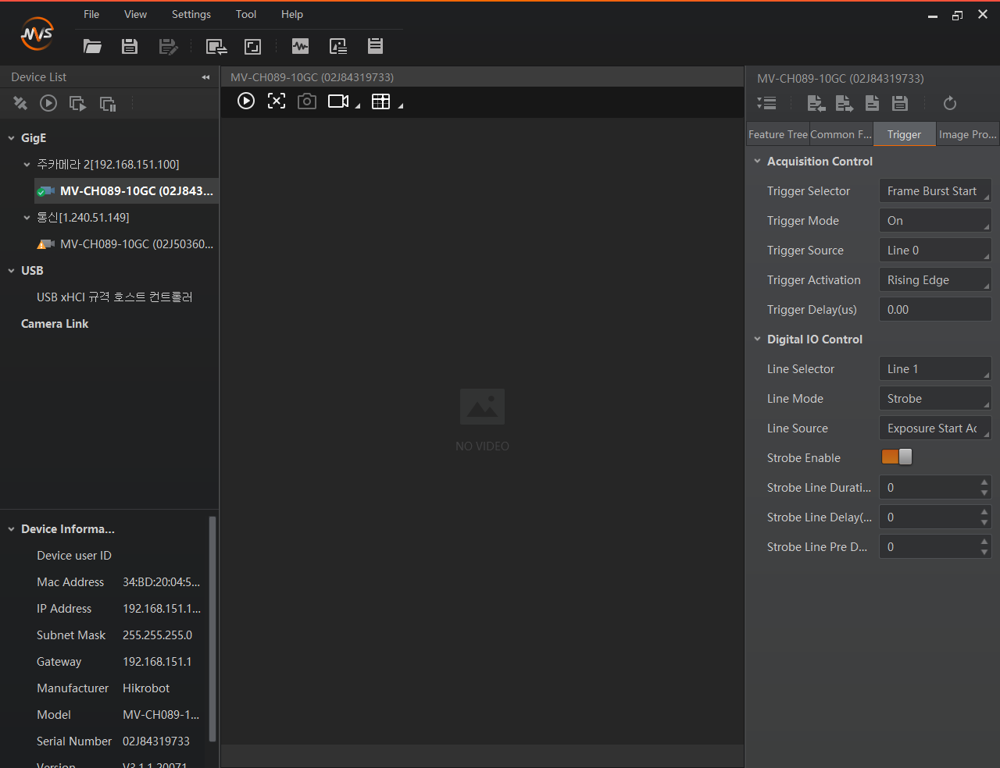 File View Settings Tool Help
MVS
Device List
MV-CH089-10GC (02J84319733)
MV-CH089-10GC (02J84319733)
GigE
주카메라 2[192.168.151.100]
MV-CH089-10GC (02J843...
통신[1.240.51.149]
MV-CH089-10GC (02J50360...
USB
USB xHCI 규격 호스트 컨트롤러
Camera Link
NO VIDEO
Device Informa...
Device user ID
Mac Address 34:BD:20:04:5...
IP Address 192.168.151.1...
Subnet Mask 255.255.255.0
Gateway 192.168.151.1
Manufacturer Hikrobot
Model MV-CH089-1...
Serial Number 02J84319733
Version V3.1.1 20071
Feature Tree Common F... Trigger Image Pro...
Acquisition Control
Trigger Selector Frame Burst Start
Trigger Mode On
Trigger Source Line 0
Trigger Activation Rising Edge
Trigger Delay(us) 0.00
Digital IO Control
Line Selector Line 1
Line Mode Strobe
Line Source Exposure Start Ac
Strobe Enable
Strobe Line Durati... 0
Strobe Line Delay(... 0
Strobe Line Pre D... 0